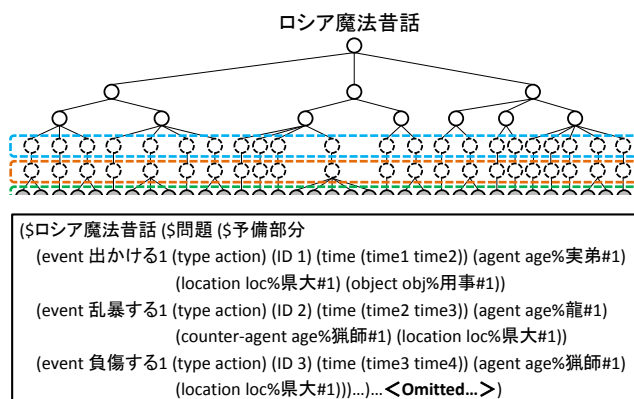 ロシア魔法昔話
($ロシア魔法昔話 ($問題 ($予備部分
(event 出かける1 (type action) (ID 1) (time (time1 time2)) (agent age%実弟#1)
(location loc%県大#1) (object obj%用事#1))
(event 乱暴する1 (type action) (ID 2) (time (time2 time3)) (agent age%龍#1)
(counter-agent age%猟師#1) (location loc%県大#1))
(event 負傷する1 (type action) (ID 3) (time (time3 time4)) (agent age%猟師#1)
(location loc%県大#1)))...)...<Omitted...>)